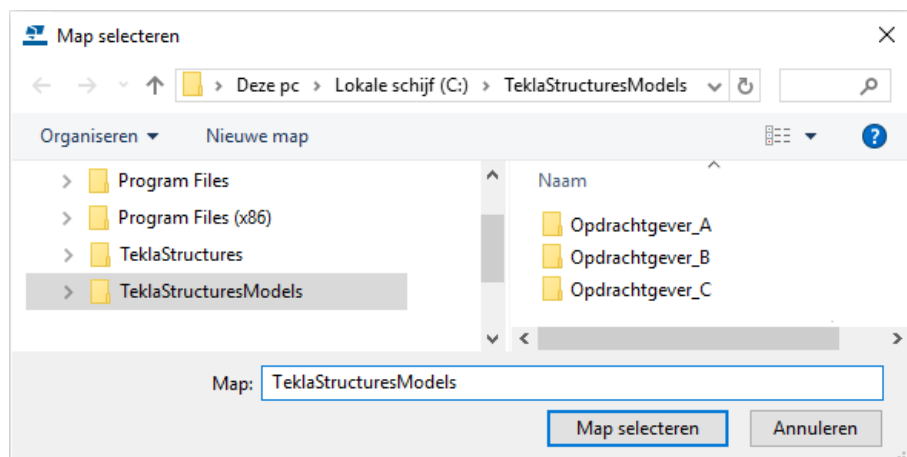 Map selecteren
Deze pc > Lokale schijf (C:) > TeklaStructuresModels
Organiseren Nieuwe map
Program Files
Program Files (x86)
TeklaStructures
TeklaStructuresModels
Naam
Opdrachtgever_A
Opdrachtgever_B
Opdrachtgever_C
Map: TeklaStructuresModels
Map selecteren Annuleren